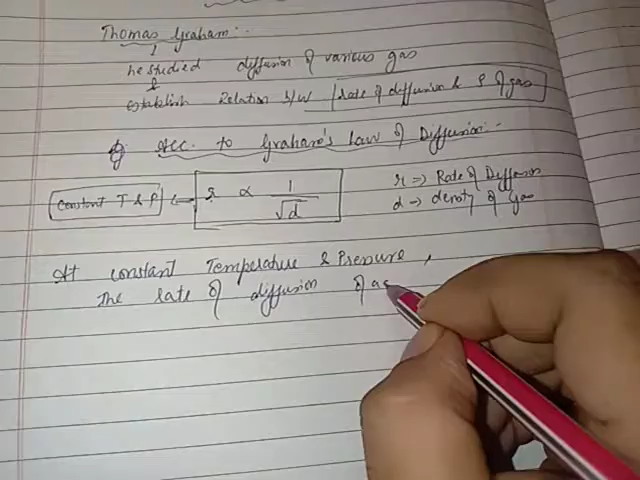 Thomas Graham:-
he studied diffusion of various gas
&
establish Relation b/w rate of diffusion & ρ of gas
Acc. to Graham's Law of Diffusion:-
Constant T & P
r ∝ 1/√d
r => Rate of Diffusion
d -> density of Gas
At constant Temperature & Pressure,
The rate of diffusion of